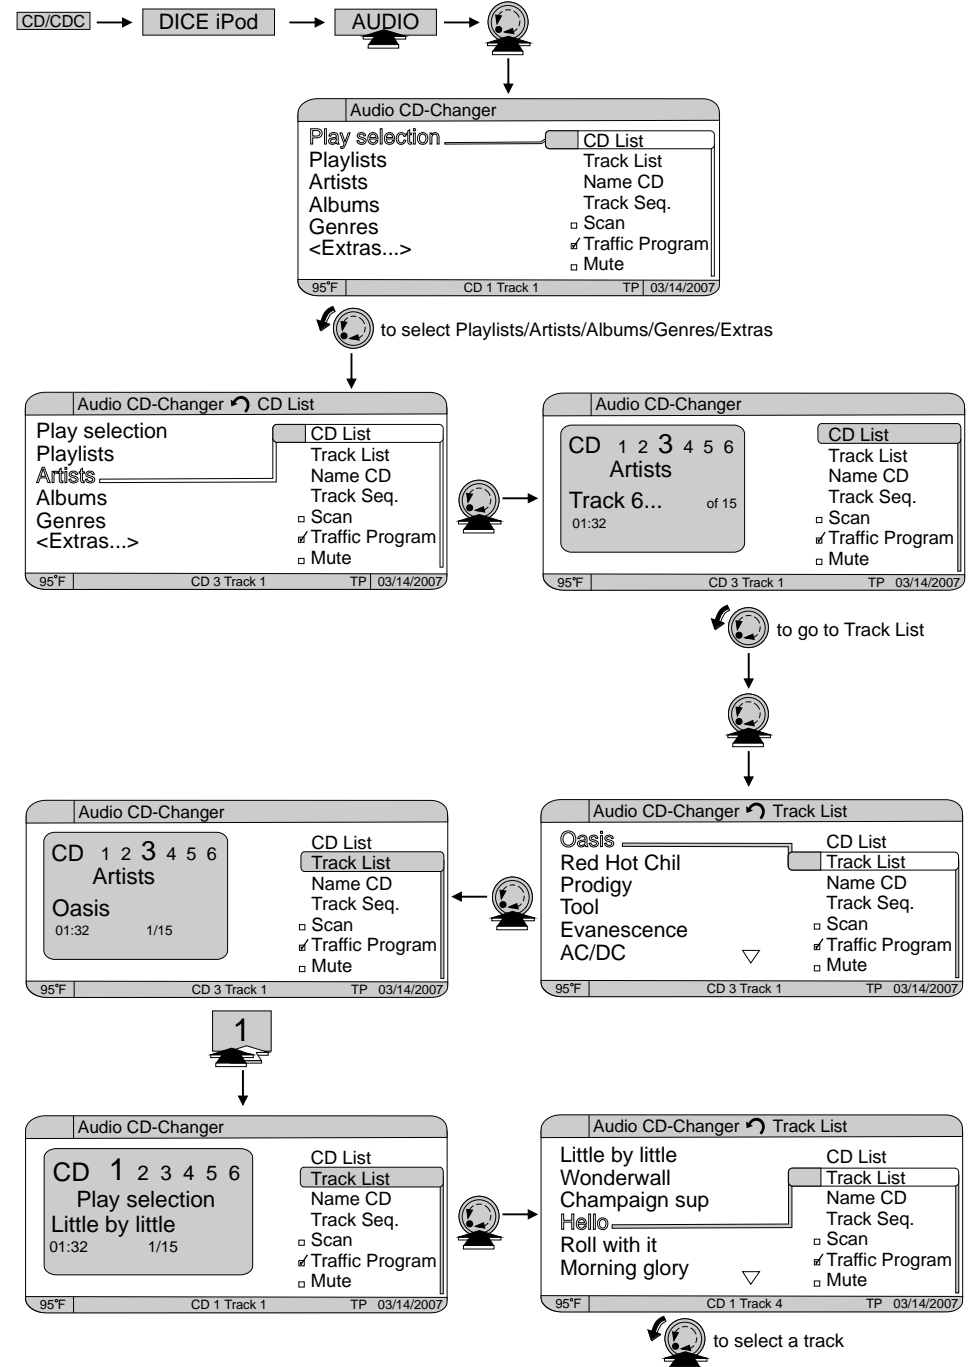 CD/CDC DICE iPod AUDIO
Audio CD-Changer
Play selection
Playlists
Artists
Albums
Genres
<Extras...>
CD List
Track List
Name CD
Track Seq.
Scan
Traffic Program
Mute
95°F CD 1 Track 1 TP 03/14/2007
to select Playlists/Artists/Albums/Genres/Extras
Audio CD-Changer CD List
Play selection
Playlists
Artists
Albums
Genres
<Extras...>
CD List
Track List
Name CD
Track Seq.
Scan
Traffic Program
Mute
95°F CD 3 Track 1 TP 03/14/2007
Audio CD-Changer
CD 1 2 3 4 5 6
Artists
Track 6... of 15
01:32
CD List
Track List
Name CD
Track Seq.
Scan
Traffic Program
Mute
95°F CD 3 Track 1 TP 03/14/2007
to go to Track List
Audio CD-Changer Track List
Oasis
Red Hot Chil
Prodigy
Tool
Evanescence
AC/DC
CD List
Track List
Name CD
Track Seq.
Scan
Traffic Program
Mute
95°F CD 3 Track 1 TP 03/14/2007
Audio CD-Changer
CD 1 2 3 4 5 6
Artists
Oasis
01:32 1/15
CD List
Track List
Name CD
Track Seq.
Scan
Traffic Program
Mute
95°F CD 3 Track 1 TP 03/14/2007
1
Audio CD-Changer
CD 1 2 3 4 5 6
Play selection
Little by little
01:32 1/15
CD List
Track List
Name CD
Track Seq.
Scan
Traffic Program
Mute
95°F CD 1 Track 1 TP 03/14/2007
Audio CD-Changer Track List
Little by little
Wonderwall
Champaign sup
Hello
Roll with it
Morning glory
CD List
Track List
Name CD
Track Seq.
Scan
Traffic Program
Mute
95°F CD 1 Track 4 TP 03/14/2007
to select a track